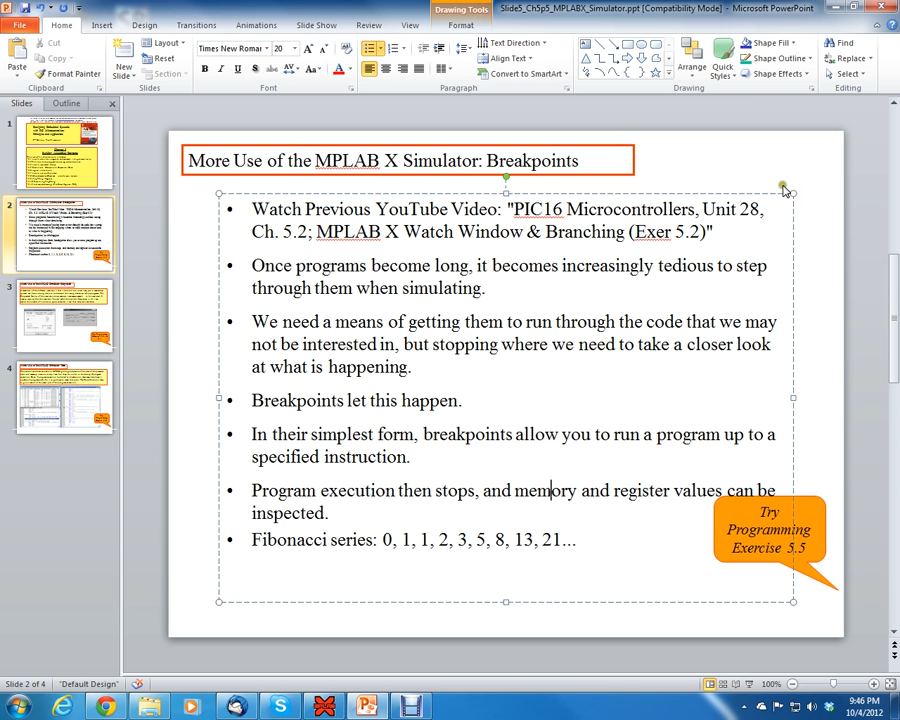 Slide5_Ch5p5_MPLABX_Simulator.ppt [Compatibility Mode] - Microsoft PowerPoint
Drawing Tools
File Home Insert Design Transitions Animations Slide Show Review View Format
Cut
Copy
Format Painter
Paste
Clipboard
New Slide
Layout
Reset
Section
Slides
Times New Roman 20
Font
Paragraph
Text Direction
Align Text
Convert to SmartArt
Arrange
Quick Styles
Shape Fill
Shape Outline
Shape Effects
Drawing
Find
Replace
Select
Editing
Slides Outline
1
2
3
4
More Use of the MPLAB X Simulator: Breakpoints
• Watch Previous YouTube Video: "PIC16 Microcontrollers, Unit 28,
Ch. 5.2; MPLAB X Watch Window & Branching (Exer 5.2)"
• Once programs become long, it becomes increasingly tedious to step
through them when simulating.
• We need a means of getting them to run through the code that we may
not be interested in, but stopping where we need to take a closer look
at what is happening.
• Breakpoints let this happen.
• In their simplest form, breakpoints allow you to run a program up to a
specified instruction.
• Program execution then stops, and memory and register values can be
inspected.
• Fibonacci series: 0, 1, 1, 2, 3, 5, 8, 13, 21...
Try
Programming
Exercise 5.5
Slide 2 of 4 "Default Design" 100%
9:46 PM
10/4/2012